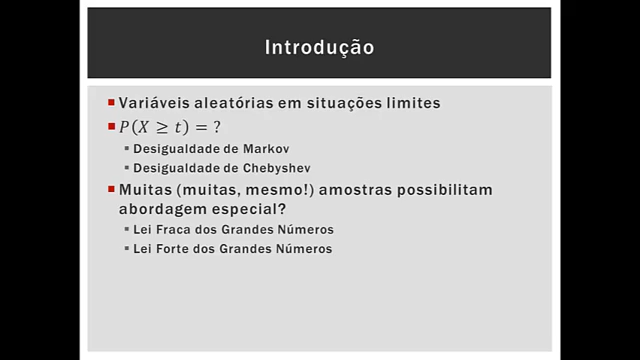 Introdução
Variáveis aleatórias em situações limites
P(X ≥ t) = ?
Desigualdade de Markov
Desigualdade de Chebyshev
Muitas (muitas, mesmo!) amostras possibilitam
abordagem especial?
Lei Fraca dos Grandes Números
Lei Forte dos Grandes Números